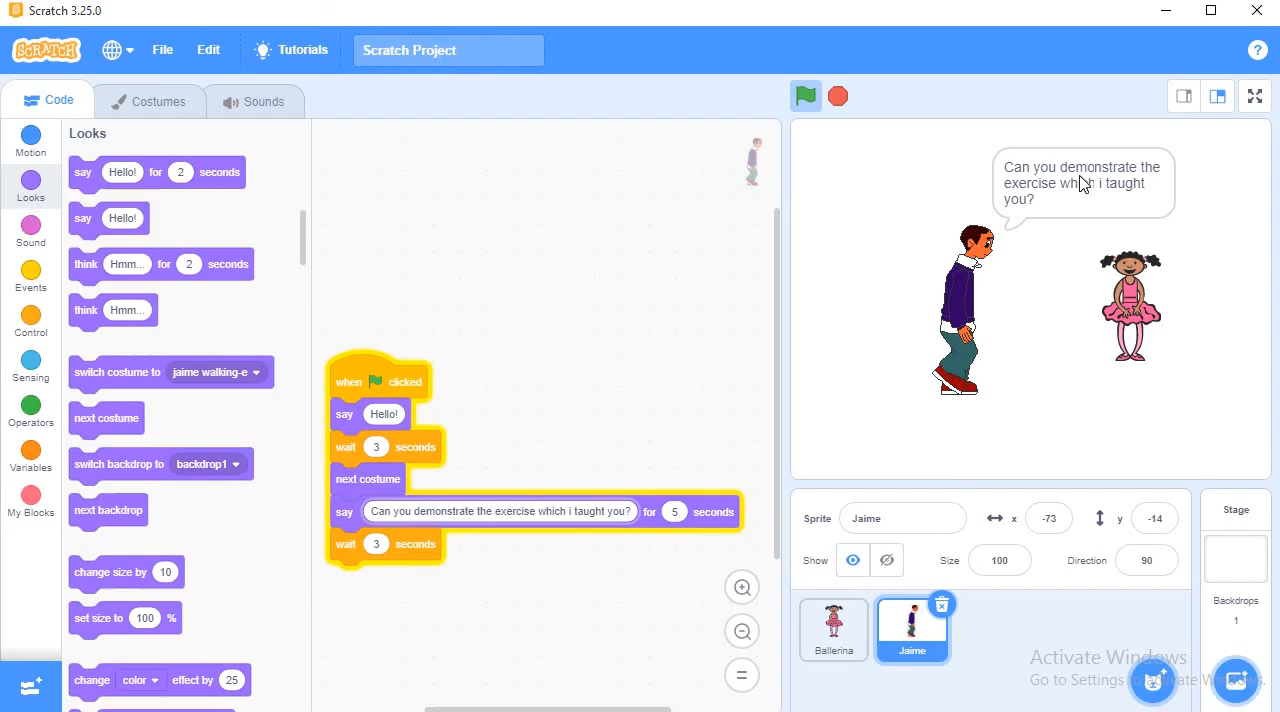 Scratch 3.25.0
SCRATCH File Edit Tutorials Scratch Project ?
Code Costumes Sounds
Motion
Looks
Sound
Events
Control
Sensing
Operators
Variables
My Blocks
Looks
say Hello! for 2 seconds
say Hello!
think Hmm... for 2 seconds
think Hmm...
switch costume to jaime walking-e
next costume
switch backdrop to backdrop1
next backdrop
change size by 10
set size to 100 %
change color effect by 25
when clicked
say Hello!
wait 3 seconds
next costume
say Can you demonstrate the exercise which i taught you? for 5 seconds
wait 3 seconds
Can you demonstrate the
exercise which i taught
you?
Sprite Jaime x -73 y -14
Show Size 100 Direction 90
Ballerina
Jaime
Stage
Backdrops
1
Activate Windows
Go to Settings to activate Windows.